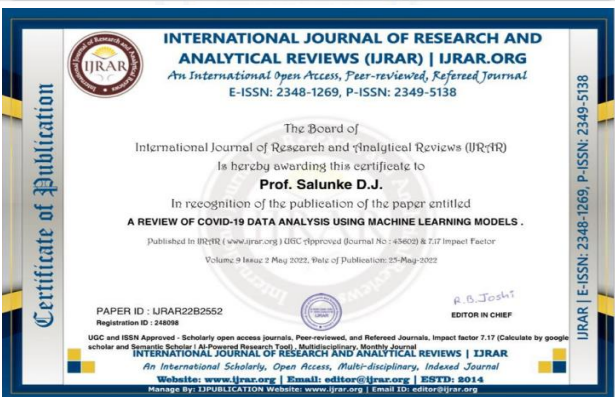 INTERNATIONAL JOURNAL OF RESEARCH AND
ANALYTICAL REVIEWS (IJRAR) | IJRAR.ORG
An International Open Access, Peer-reviewed, Refereed Journal
E-ISSN: 2348-1269, P-ISSN: 2349-5138
IJRAR
Certificate of Publication
The Board of
International Journal of Research and Analytical Reviews (IJRAR)
Is hereby awarding this certificate to
Prof. Salunke D.J.
In recognition of the publication of the paper entitled
A REVIEW OF COVID-19 DATA ANALYSIS USING MACHINE LEARNING MODELS .
Published In IJRAR ( www.ijrar.org ) UGC Approved (Journal No : 43602) & 7.17 Impact Factor
Volume 9 Issue 2 May 2022, Date of Publication: 25-May-2022
PAPER ID : IJRAR22B2552
Registration ID : 248098
R.B.Joshi
EDITOR IN CHIEF
UGC and ISSN Approved - Scholarly open access journals, Peer-reviewed, and Refereed Journals, Impact factor 7.17 (Calculate by google
scholar and Semantic Scholar | AI-Powered Research Tool) , Multidisciplinary, Monthly Journal
INTERNATIONAL JOURNAL OF RESEARCH AND ANALYTICAL REVIEWS | IJRAR
An International Scholarly, Open Access, Multi-disciplinary, Indexed Journal
Website: www.ijrar.org | Email: editor@ijrar.org | ESTD: 2014
Manage By: IJPUBLICATION Website: www.ijrar.org | Email ID: editor@ijrar.org
IJRAR | E-ISSN: 2348-1269, P-ISSN: 2349-5138